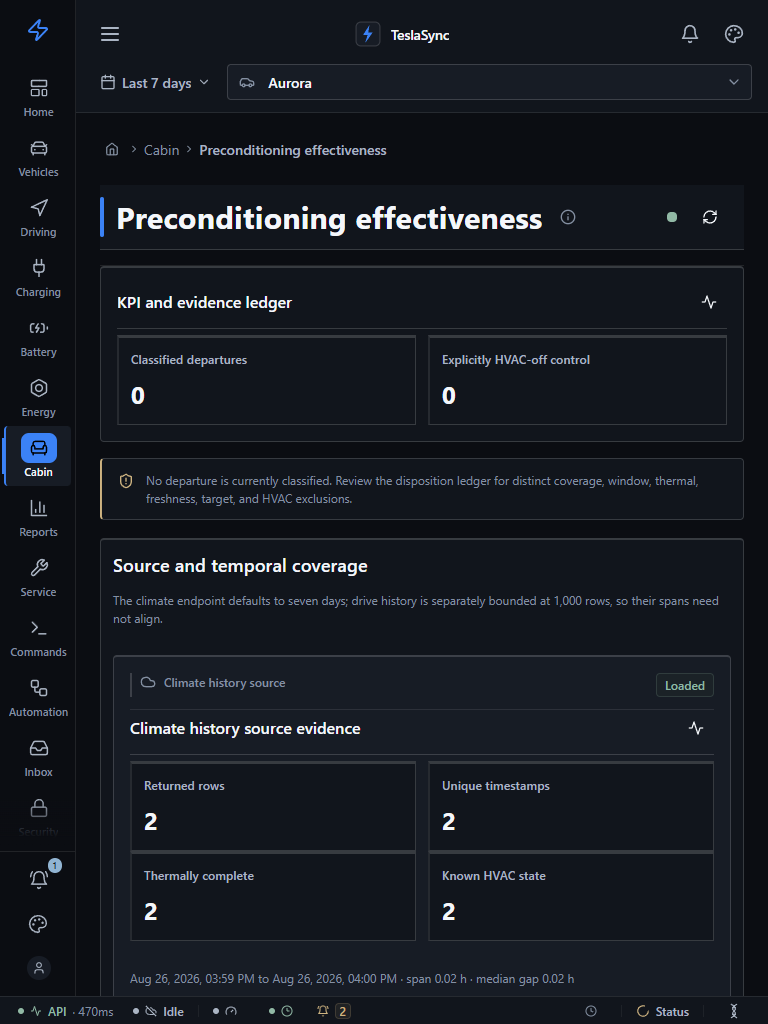 TeslaSync
Last 7 days
Aurora
Home
Vehicles
Driving
Charging
Battery
Energy
Cabin
Reports
Service
Commands
Automation
Inbox
Security
1
Cabin
Preconditioning effectiveness
Preconditioning effectiveness
KPI and evidence ledger
Classified departures
0
Explicitly HVAC-off control
0
No departure is currently classified. Review the disposition ledger for distinct coverage, window, thermal,
freshness, target, and HVAC exclusions.
Source and temporal coverage
The climate endpoint defaults to seven days; drive history is separately bounded at 1,000 rows, so their spans need
not align.
Climate history source
Loaded
Climate history source evidence
Returned rows
2
Unique timestamps
2
Thermally complete
2
Known HVAC state
2
Aug 26, 2026, 03:59 PM to Aug 26, 2026, 04:00 PM · span 0.02 h · median gap 0.02 h
API · 470ms
Idle
2
Status